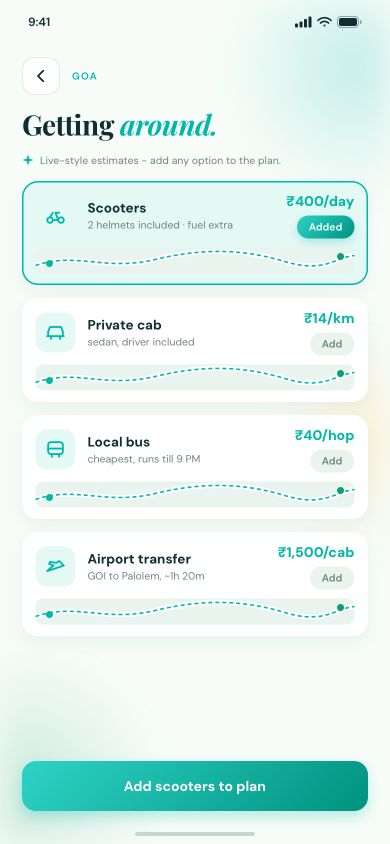 9:41
GOA
Getting around.
Live-style estimates - add any option to the plan.
Scooters
₹400/day
2 helmets included · fuel extra
Added
Private cab
₹14/km
sedan, driver included
Add
Local bus
₹40/hop
cheapest, runs till 9 PM
Add
Airport transfer
₹1,500/cab
GOI to Palolem, ~1h 20m
Add
Add scooters to plan